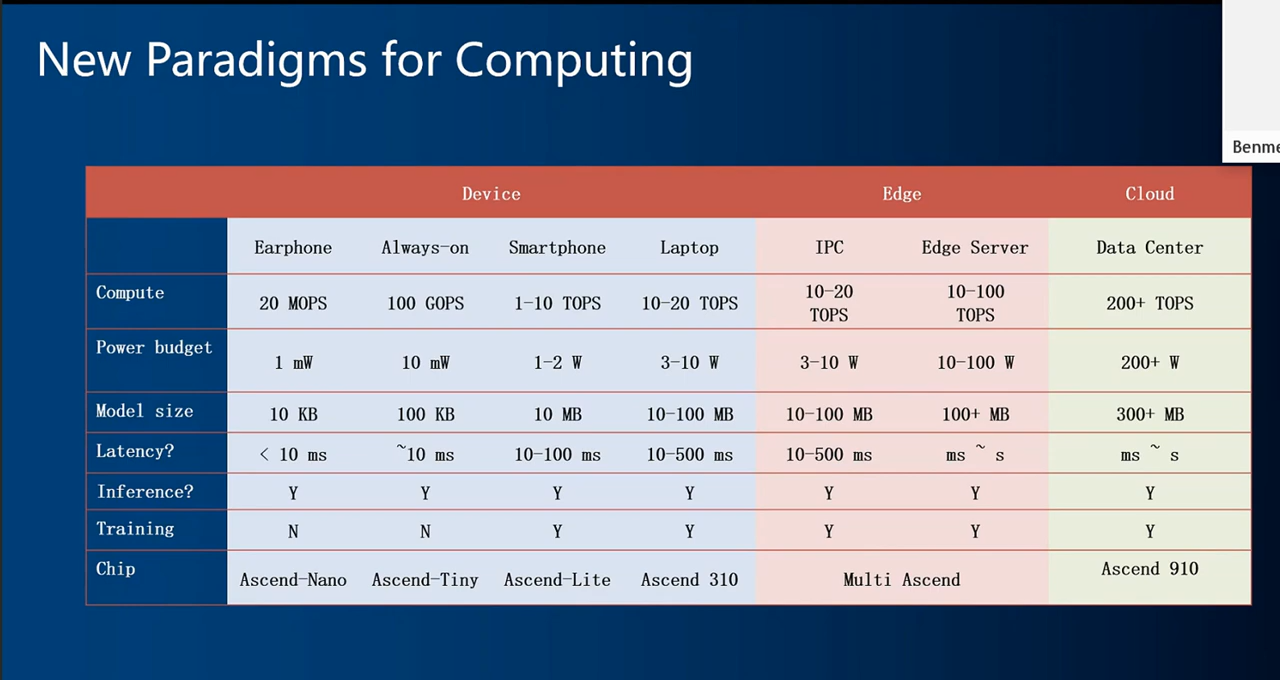 New Paradigms for Computing
Benme
Device Edge Cloud
Earphone Always-on Smartphone Laptop IPC Edge Server Data Center
Compute 20 MOPS 100 GOPS 1-10 TOPS 10-20 TOPS 10-20 TOPS 10-100 TOPS 200+ TOPS
Power budget 1 mW 10 mW 1-2 W 3-10 W 3-10 W 10-100 W 200+ W
Model size 10 KB 100 KB 10 MB 10-100 MB 10-100 MB 100+ MB 300+ MB
Latency? < 10 ms ~10 ms 10-100 ms 10-500 ms 10-500 ms ms ~ s ms ~ s
Inference? Y Y Y Y Y Y Y
Training N N Y Y Y Y Y
Chip Ascend-Nano Ascend-Tiny Ascend-Lite Ascend 310 Multi Ascend Ascend 910